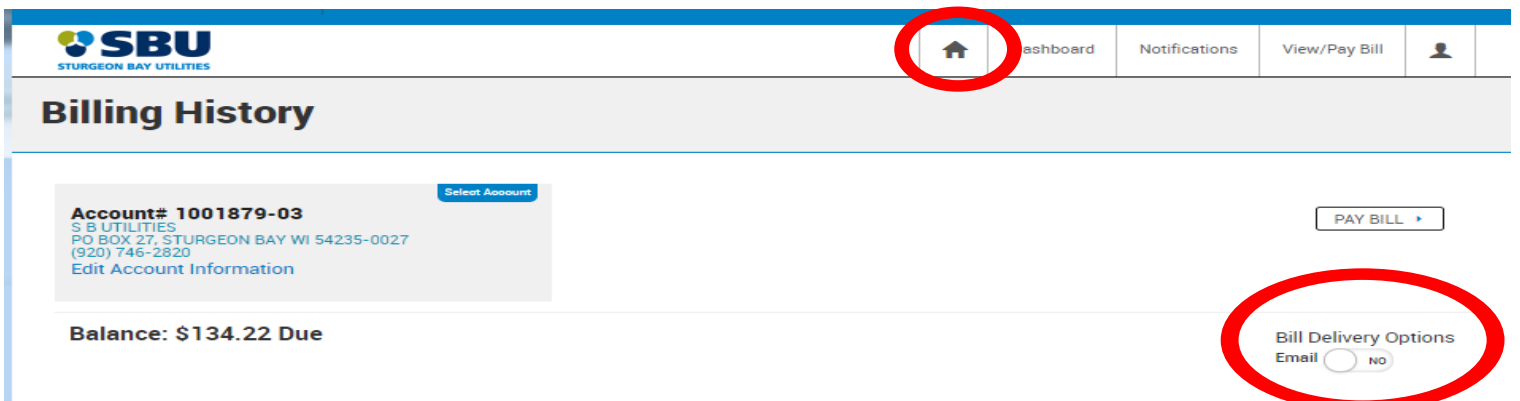 SBU
STURGEON BAY UTILITIES
ashboard
Notifications
View/Pay Bill
Billing History
Select Account
Account# 1001879-03
S B UTILITIES
PO BOX 27, STURGEON BAY WI 54235-0027
(920) 746-2820
Edit Account Information
PAY BILL
Balance: $134.22 Due
Bill Delivery Options
Email NO